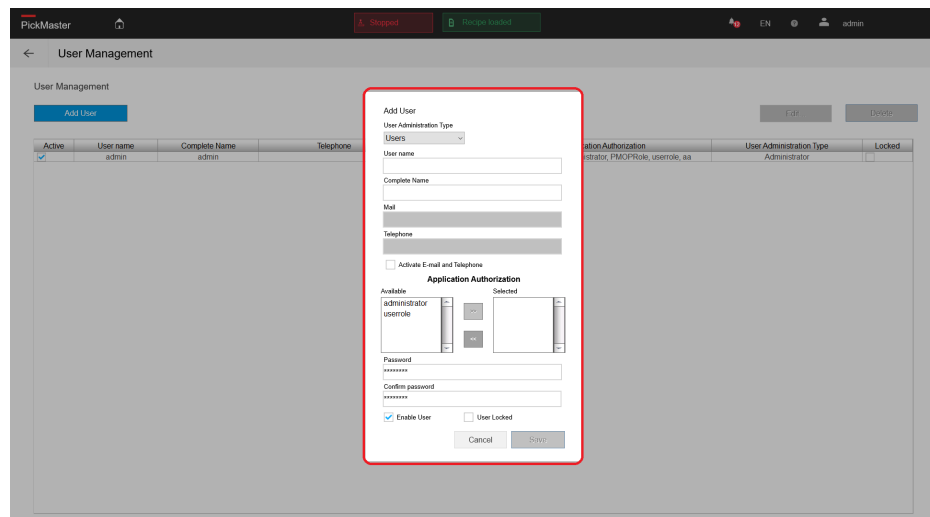 PickMaster Stopped Recipe loaded EN admin
User Management
User Management
Add User Edit Delete
Active User name Complete Name Telephone ation Authorization User Administration Type Locked
admin admin istrator, PMOPRole, userrole, aa Administrator
Add User
User Administration Type
Users
User name
Complete Name
Mail
Telephone
Activate E-mail and Telephone
Application Authorization
Available Selected
administrator
userrole
>>
<<
Password
********
Confirm password
********
Enable User User Locked
Cancel Save